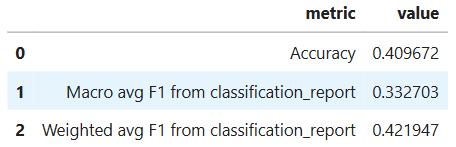 metric value
0 Accuracy 0.409672
1 Macro avg F1 from classification_report 0.332703
2 Weighted avg F1 from classification_report 0.421947